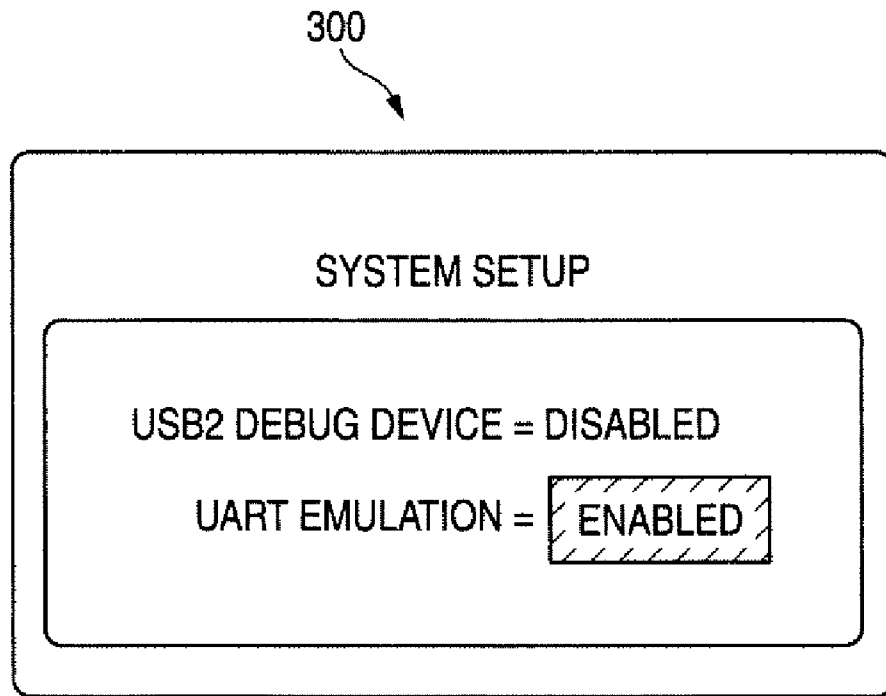 300
SYSTEM SETUP
USB2 DEBUG DEVICE = DISABLED
UART EMULATION = ENABLED